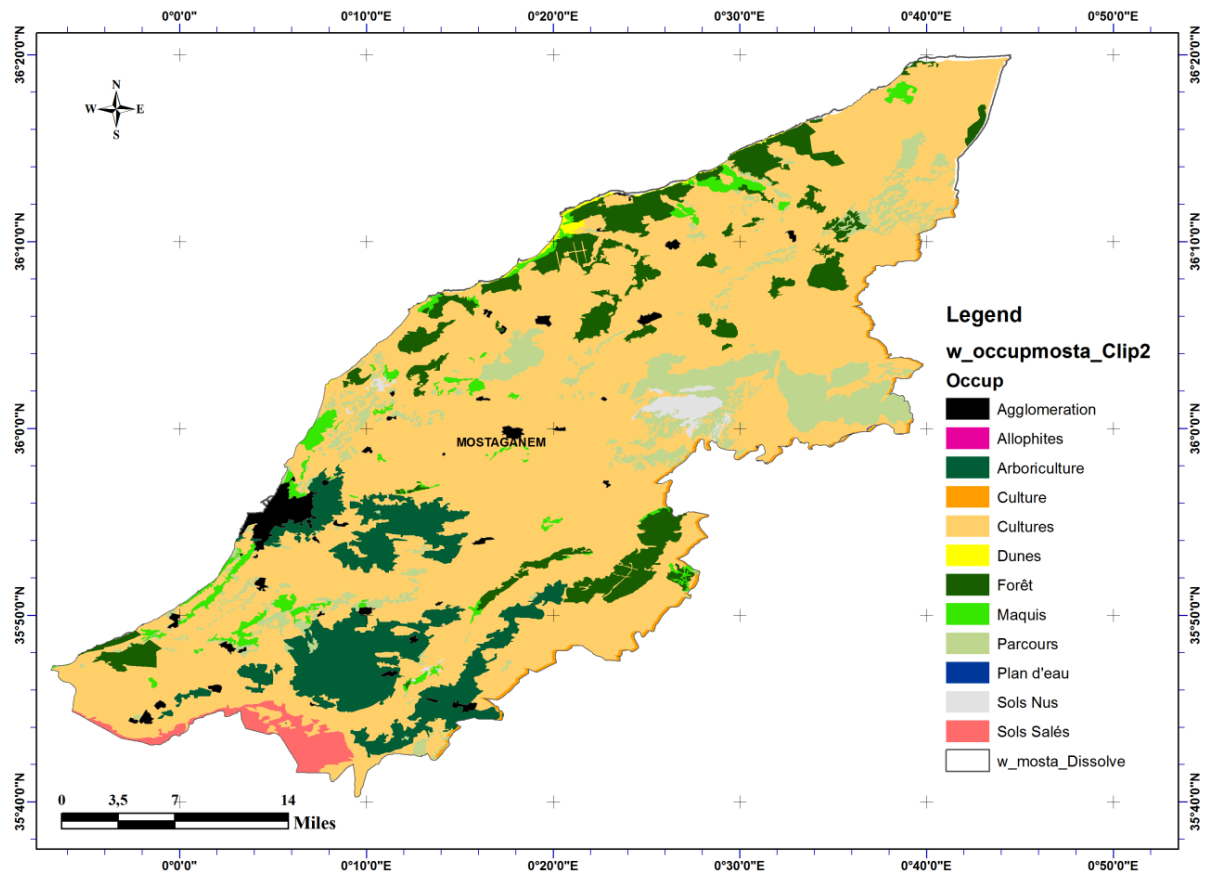 0°0'0"	0°10'0"E	0°20'0"E	0°30'0"E	0°40'0"E	0°50'0"E
36°20'0"N	36°20'0"N
N
W	E
S
36°10'0"N	36°10'0"N
Legend
w_occupmosta_Clip2
Occup
Agglomeration
Allophites
Arboriculture
Culture
Cultures
Dunes
Forêt
Maquis
Parcours
Plan d'eau
Sols Nus
Sols Salés
w_mosta_Dissolve
36°0'0"N	36°0'0"N
MOSTAGANEM
35°50'0"N	35°50'0"N
35°40'0"N	35°40'0"N
0	3,5	7	14
Miles
0°0'0"	0°10'0"E	0°20'0"E	0°30'0"E	0°40'0"E	0°50'0"E